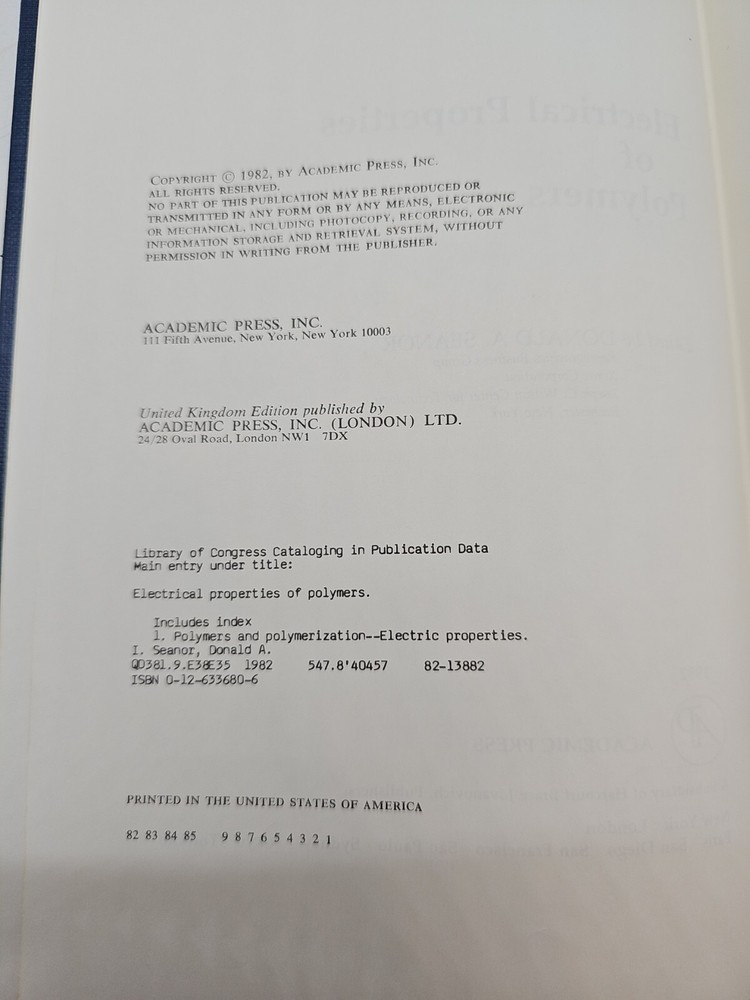 COPYRIGHT © 1982, BY ACADEMIC PRESS, INC.
ALL RIGHTS RESERVED.
NO PART OF THIS PUBLICATION MAY BE REPRODUCED OR
TRANSMITTED IN ANY FORM OR BY ANY MEANS, ELECTRONIC
OR MECHANICAL, INCLUDING PHOTOCOPY, RECORDING, OR ANY
INFORMATION STORAGE AND RETRIEVAL SYSTEM, WITHOUT
PERMISSION IN WRITING FROM THE PUBLISHER.
ACADEMIC PRESS, INC.
111 Fifth Avenue, New York, New York 10003
United Kingdom Edition published by
ACADEMIC PRESS, INC. (LONDON) LTD.
24/28 Oval Road, London NW1 7DX
Library of Congress Cataloging in Publication Data
Main entry under title:
Electrical properties of polymers.
Includes index
1. Polymers and polymerization--Electric properties.
I. Seanor, Donald A.
QD381.9.E38E35 1982 547.8'40457 82-13882
ISBN 0-12-633680-6
PRINTED IN THE UNITED STATES OF AMERICA
82 83 84 85 9 8 7 6 5 4 3 2 1